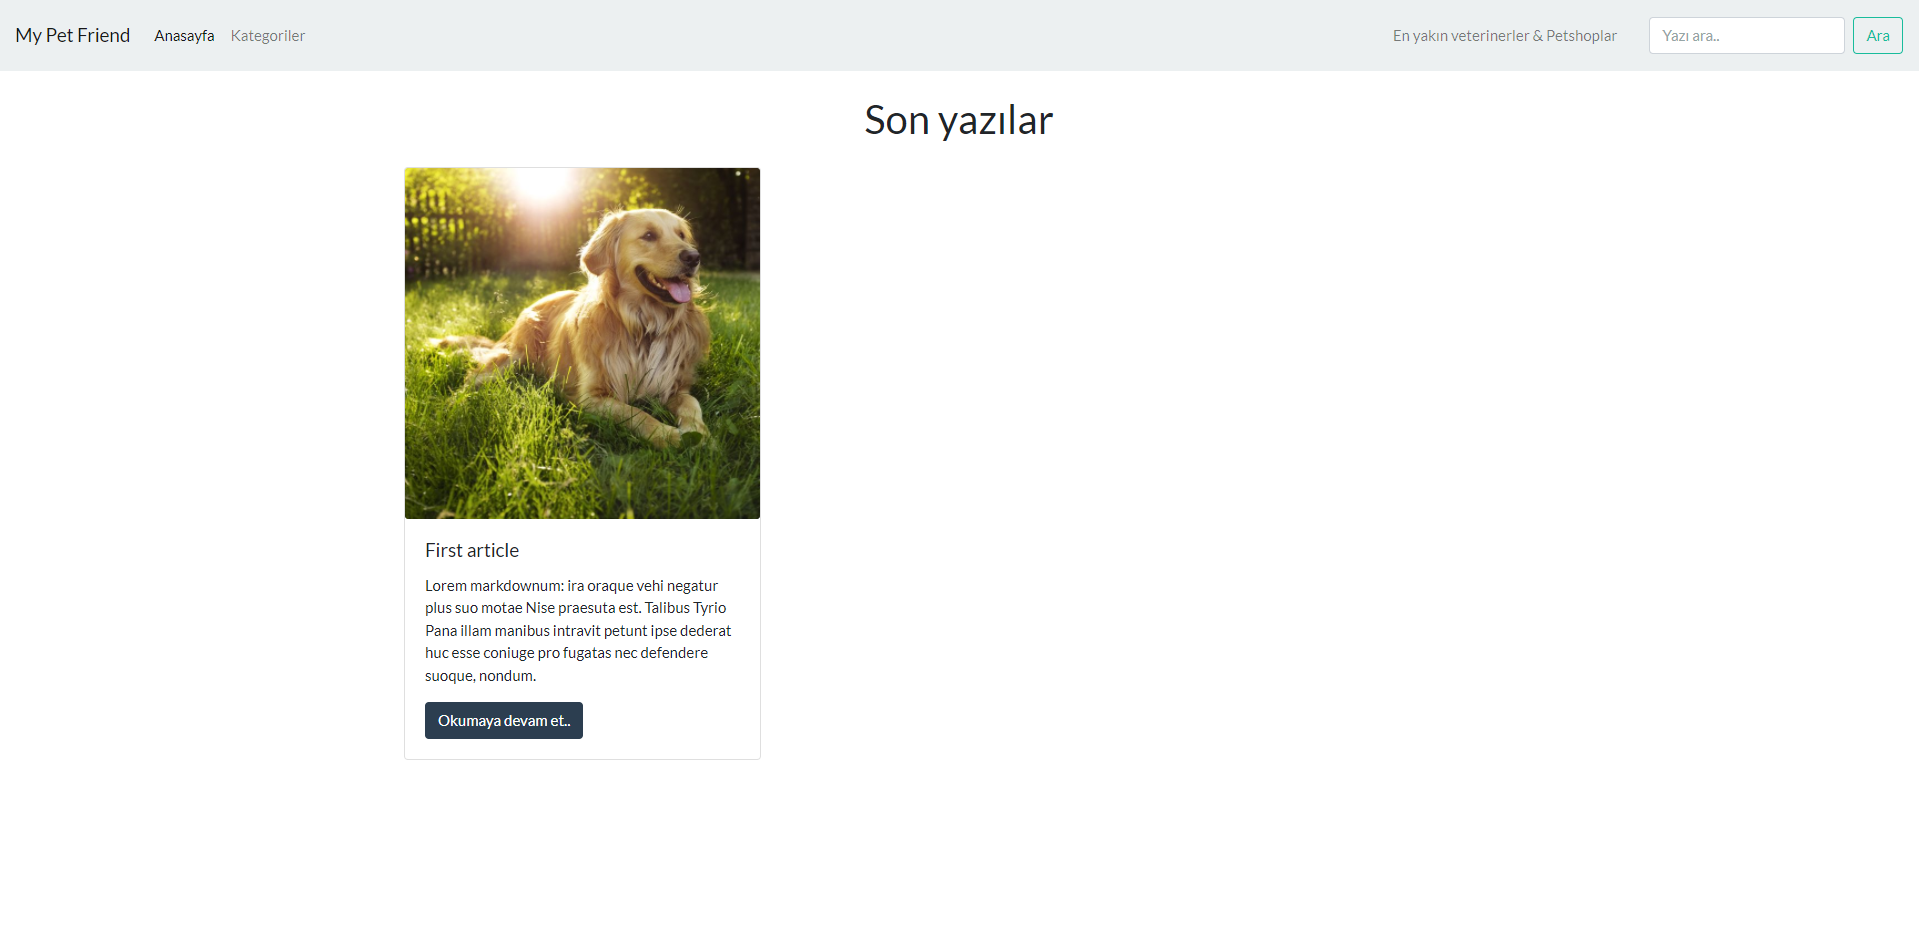 My Pet Friend Anasayfa Kategoriler En yakın veterinerler & Petshoplar Yazı ara.. Ara
Son yazılar
First article
Lorem markdownum: ira oraque vehi negatur
plus suo motae Nise praesuta est. Talibus Tyrio
Pana illam manibus intravit petunt ipse dederat
huc esse coniuge pro fugatas nec defendere
suoque, nondum.
Okumaya devam et..